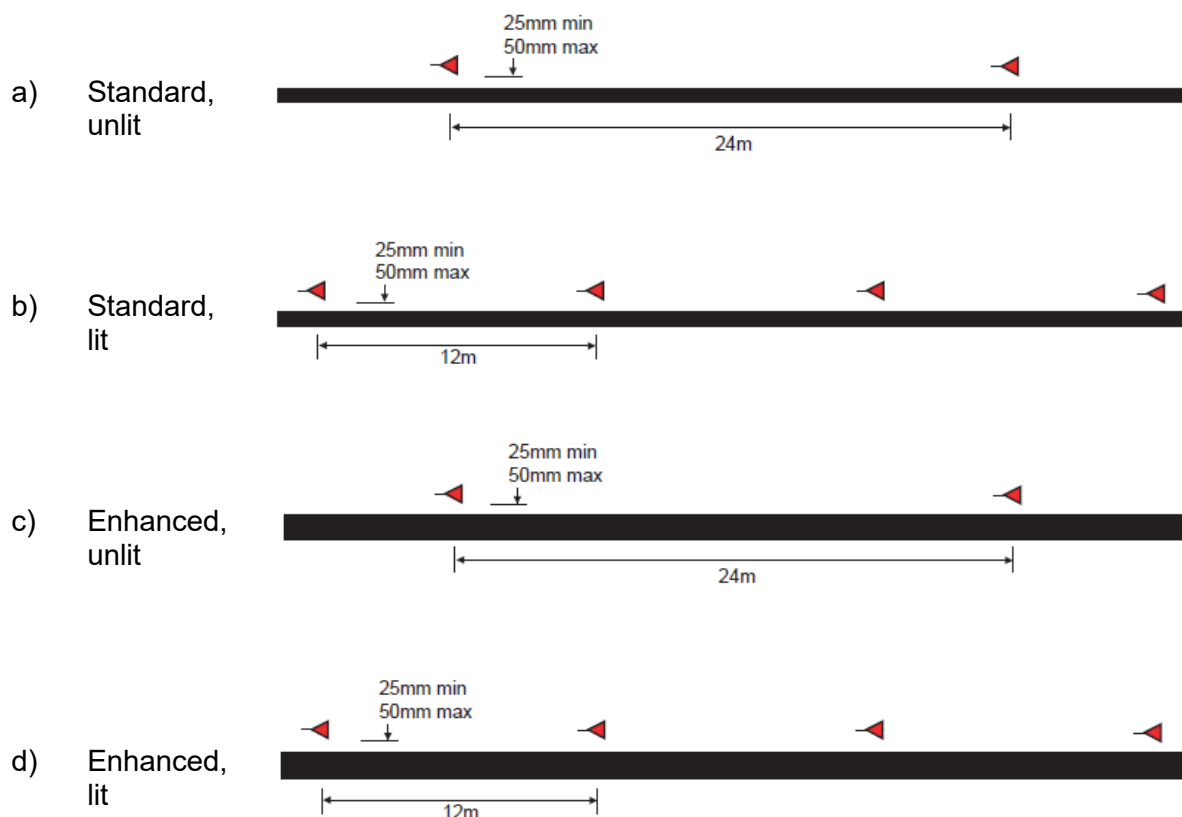 25mm min
50mm max
a) Standard,
unlit
24m
25mm min
50mm max
b) Standard,
lit
12m
25mm min
50mm max
c) Enhanced,
unlit
24m
25mm min
50mm max
d) Enhanced,
lit
12m